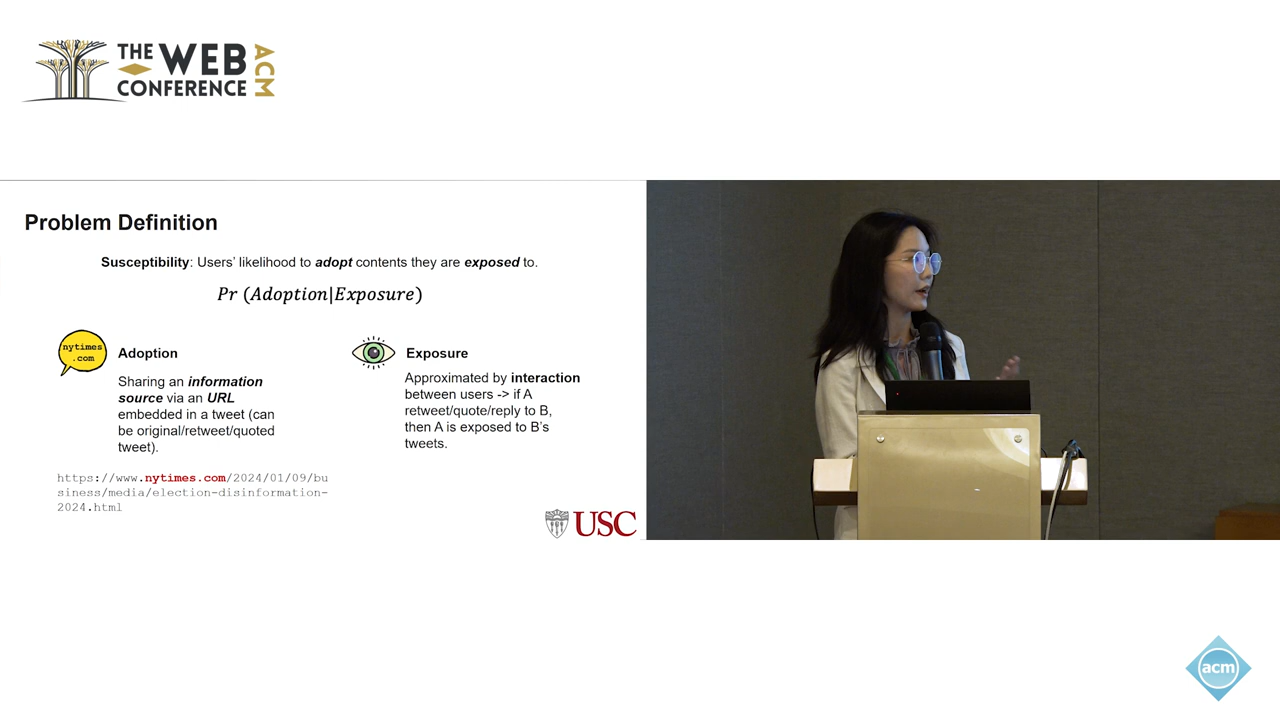 THE WEB
CONFERENCE
ACM
Problem Definition
Susceptibility: Users’ likelihood to adopt contents they are exposed to.
Pr (Adoption|Exposure)
nytimes
.com
Adoption
Sharing an information
source via an URL
embedded in a tweet (can
be original/retweet/quoted
tweet).
https://www.nytimes.com/2024/01/09/bu
siness/media/election-disinformation-
2024.html
Exposure
Approximated by interaction
between users -> if A
retweet/quote/reply to B,
then A is exposed to B’s
tweets.
USC
acm